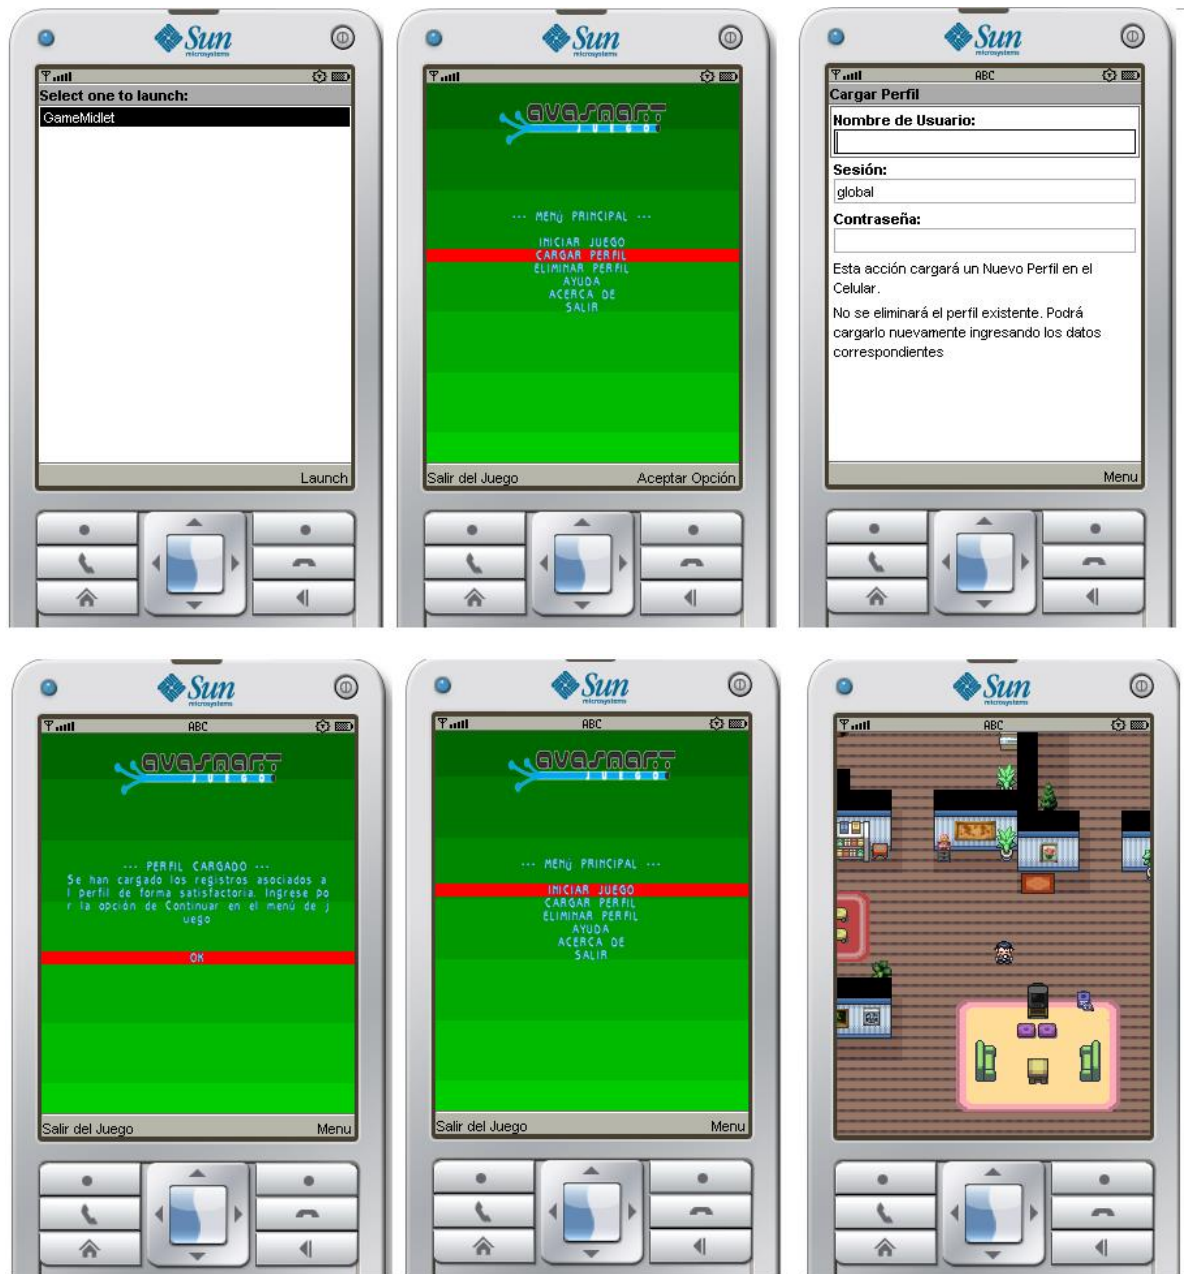 Sun
microsystems
Select one to launch:
GameMidlet
Launch
Sun
microsystems
avasmart
JUEGO
--- MENú PRINCIPAL ---
INICIAR JUEGO
CARGAR PERFIL
ELIMINAR PERFIL
AYUDA
ACERCA DE
SALIR
Salir del Juego
Aceptar Opción
Sun
microsystems
ABC
Cargar Perfil
Nombre de Usuario:
Sesión:
global
Contraseña:
Esta acción cargará un Nuevo Perfil en el
Celular.
No se eliminará el perfil existente. Podrá
cargarlo nuevamente ingresando los datos
correspondientes
Menu
Sun
microsystems
ABC
avasmart
JUEGO
--- PERFIL CARGADO ---
Se han cargado los registros asociados a
l perfil de forma satisfactoria. Ingrese po
r la opción de Continuar en el menú de j
uego
OK
Salir del Juego
Menu
Sun
microsystems
ABC
avasmart
JUEGO
--- MENú PRINCIPAL ---
INICIAR JUEGO
CARGAR PERFIL
ELIMINAR PERFIL
AYUDA
ACERCA DE
SALIR
Salir del Juego
Menu
Sun
microsystems
ABC